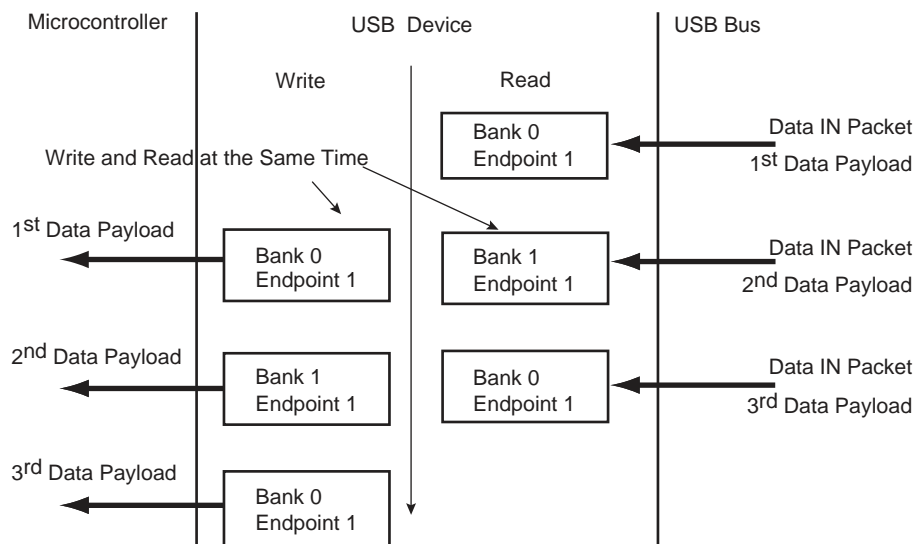 Microcontroller
USB Device
USB Bus
Write
Read
Bank 0
Endpoint 1
Data IN Packet
1st Data Payload
Write and Read at the Same Time
1st Data Payload
Bank 0
Endpoint 1
Bank 1
Endpoint 1
Data IN Packet
2nd Data Payload
2nd Data Payload
Bank 1
Endpoint 1
Bank 0
Endpoint 1
Data IN Packet
3rd Data Payload
3rd Data Payload
Bank 0
Endpoint 1